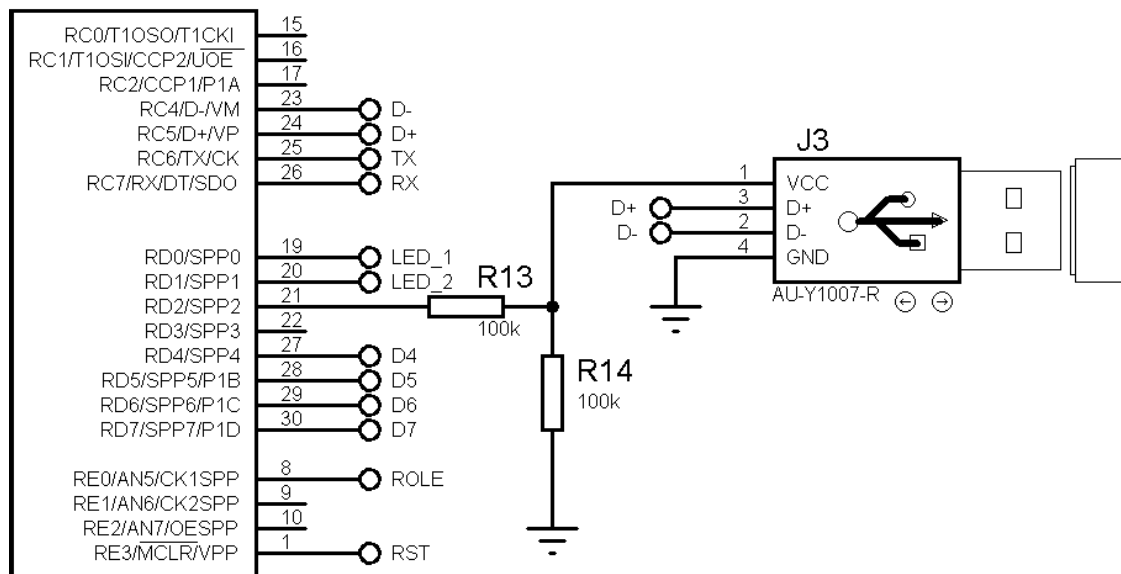 RC0/T1OSO/T1CKI 15
RC1/T1OSI/CCP2/UOE 16
RC2/CCP1/P1A 17
RC4/D-/VM 23 D-
RC5/D+/VP 24 D+
RC6/TX/CK 25 TX
RC7/RX/DT/SDO 26 RX
RD0/SPP0 19 LED_1
RD1/SPP1 20 LED_2
RD2/SPP2 21
RD3/SPP3 22
RD4/SPP4 27 D4
RD5/SPP5/P1B 28 D5
RD6/SPP6/P1C 29 D6
RD7/SPP7/P1D 30 D7
RE0/AN5/CK1SPP 8 ROLE
RE1/AN6/CK2SPP 9
RE2/AN7/OESPP 10
RE3/MCLR/VPP 1 RST
R13
100k
R14
100k
J3
1 VCC
D+ 3 D+
D- 2 D-
4 GND
AU-Y1007-R